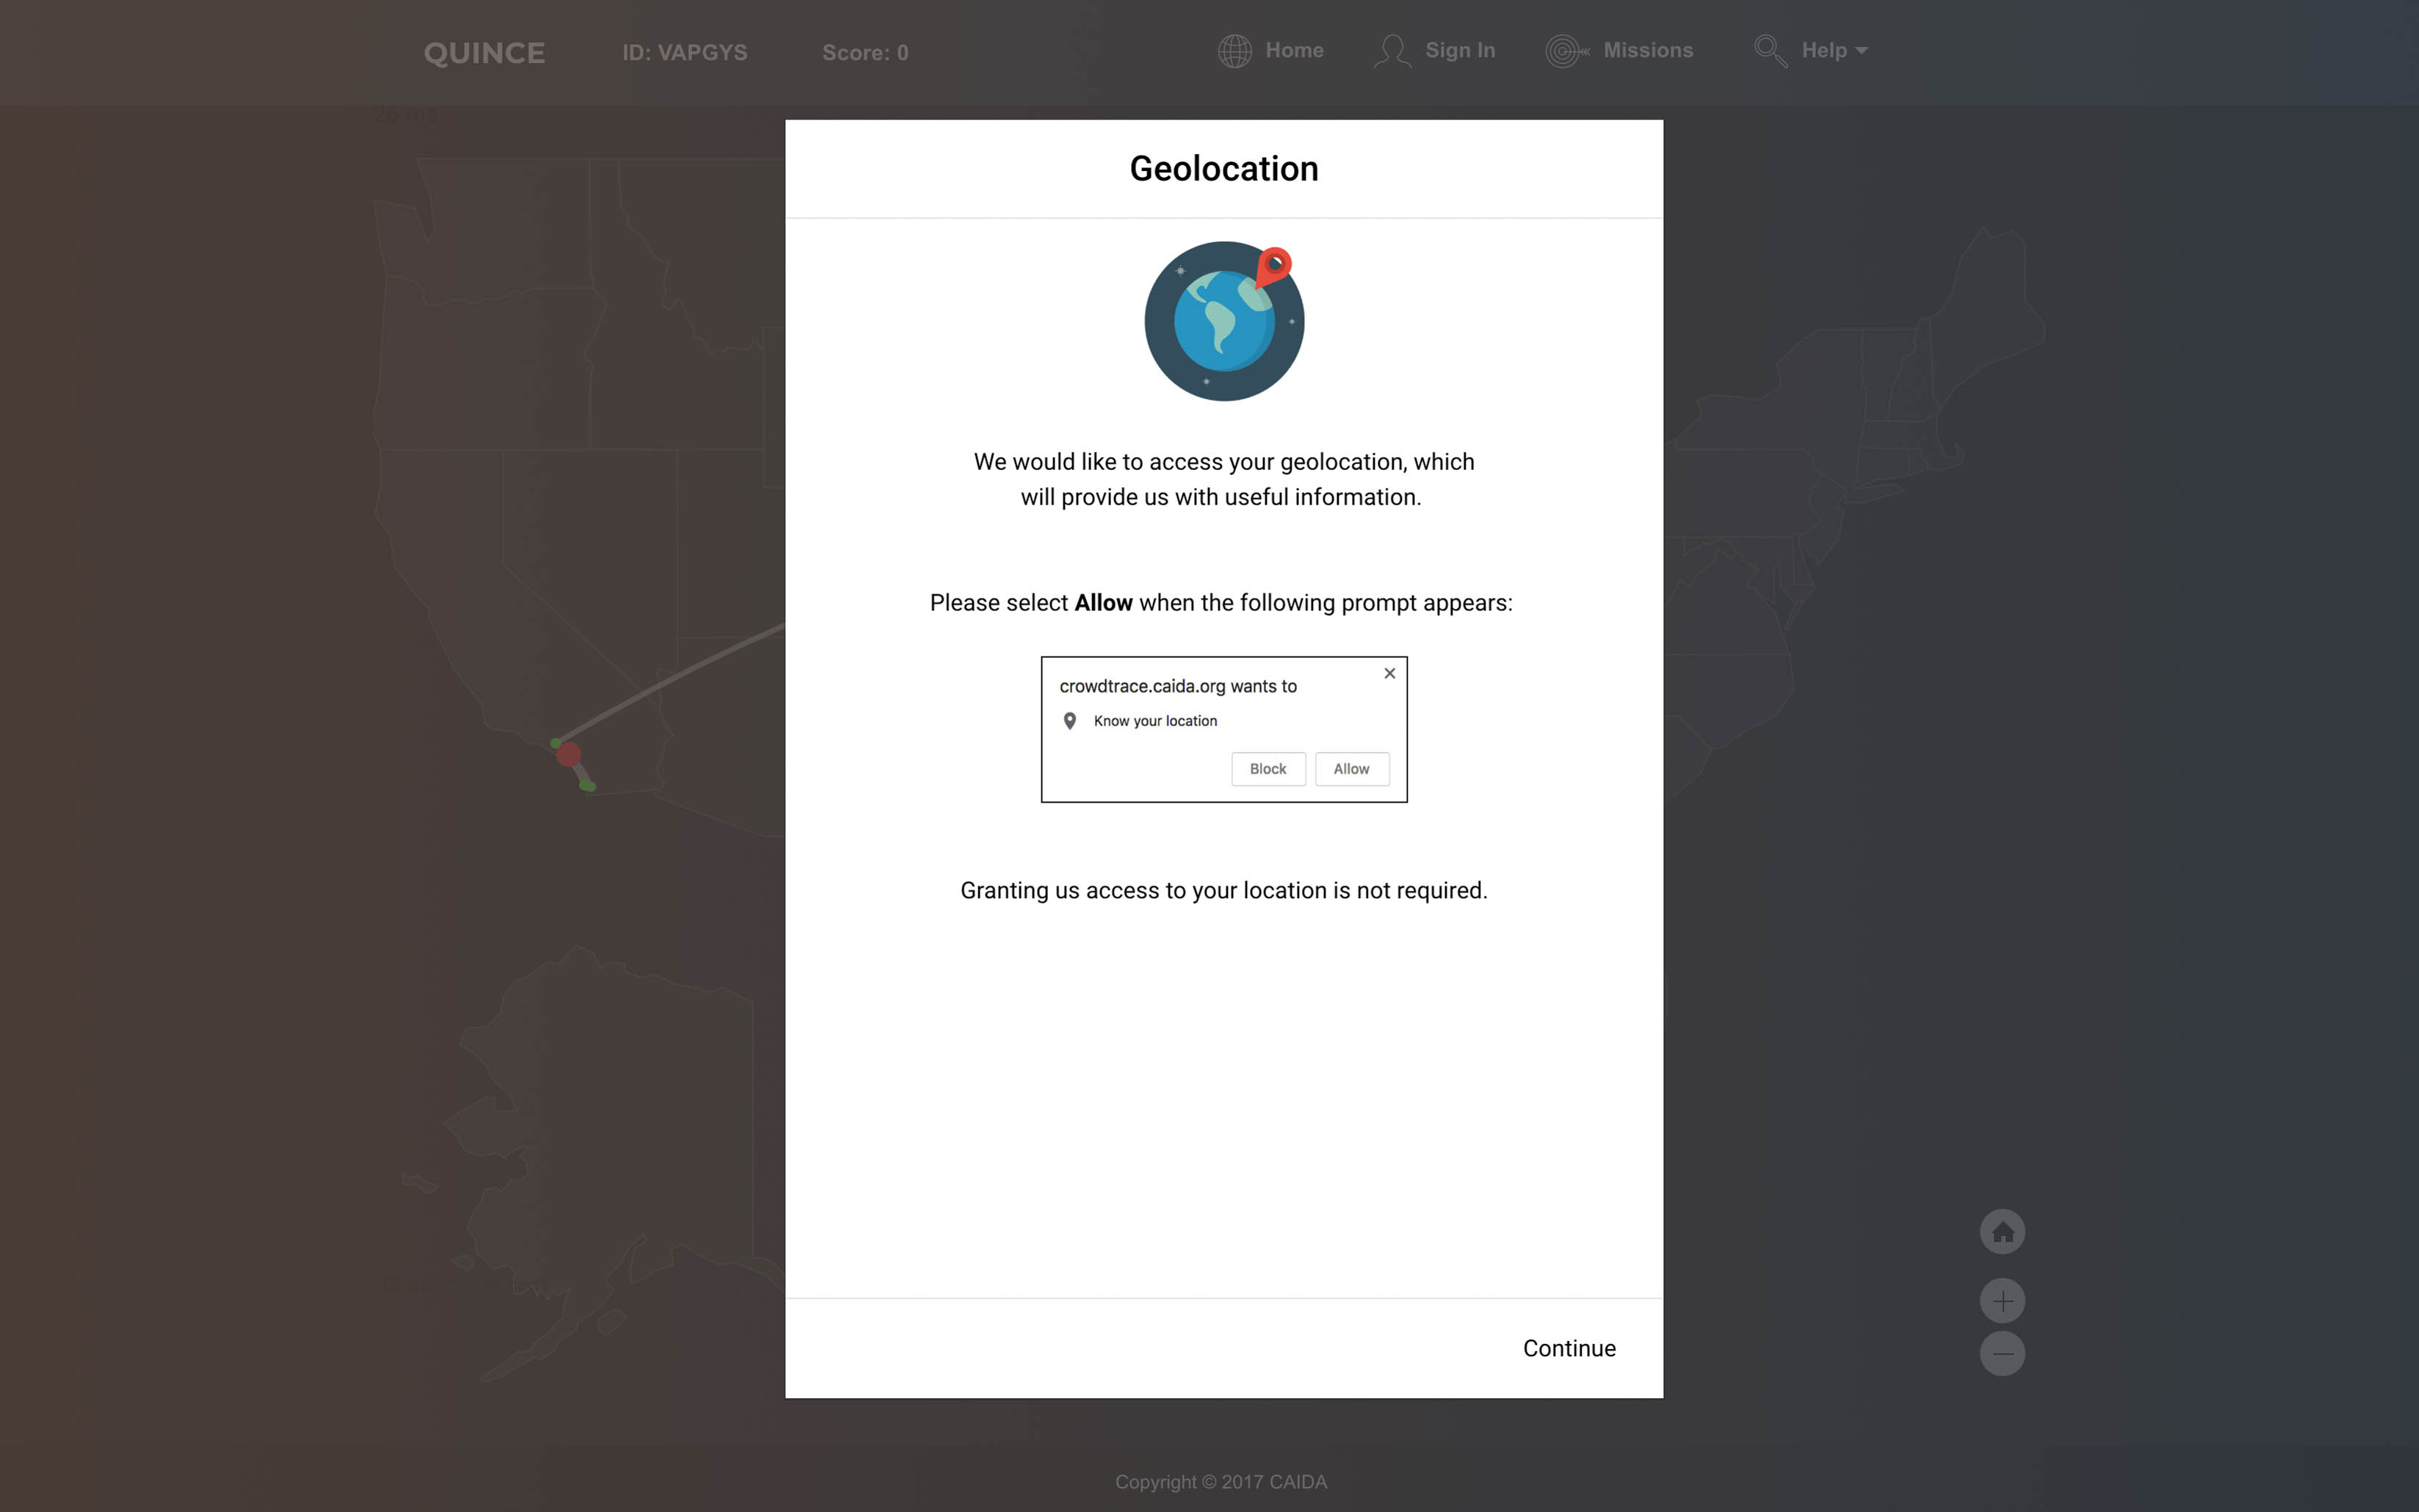 QUINCE
ID: VAPGYS
Score: 0
Home
Sign In
Missions
Help
26 ms
Geolocation
We would like to access your geolocation, which
will provide us with useful information.
Please select Allow when the following prompt appears:
crowdtrace.caida.org wants to
Know your location
Block
Allow
Granting us access to your location is not required.
Continue
Copyright © 2017 CAIDA